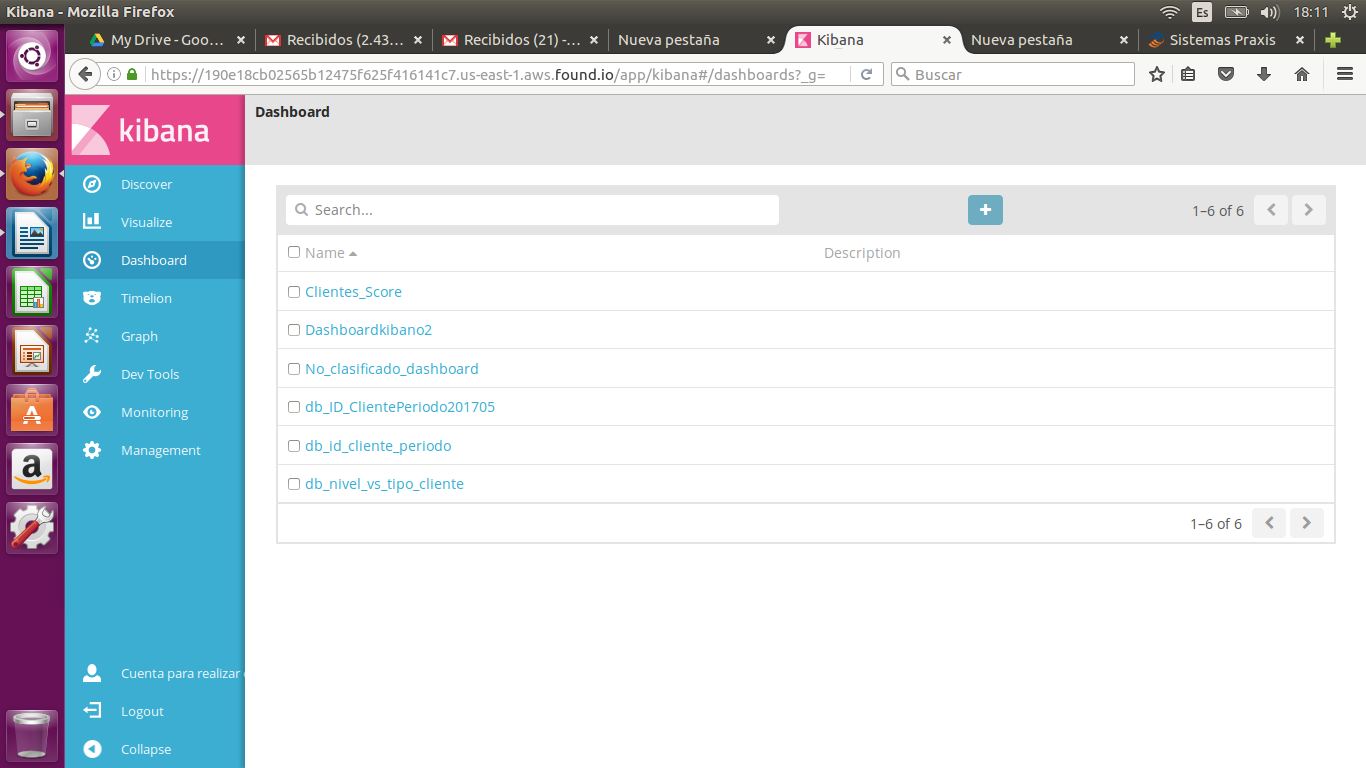 Kibana - Mozilla Firefox
Es
18:11
My Drive - Goo...
Recibidos (2.43...
Recibidos (21) -...
Nueva pestaña
Kibana
Nueva pestaña
Sistemas Praxis
https://190e18cb02565b12475f625f416141c7.us-east-1.aws.found.io/app/kibana#/dashboards?_g=
Buscar
kibana
Dashboard
Discover
Visualize
Dashboard
Timelion
Graph
Dev Tools
Monitoring
Management
Cuenta para realizar
Logout
Collapse
Search...
1–6 of 6
Name
Description
Clientes_Score
Dashboardkibano2
No_clasificado_dashboard
db_ID_ClientePeriodo201705
db_id_cliente_periodo
db_nivel_vs_tipo_cliente
1–6 of 6